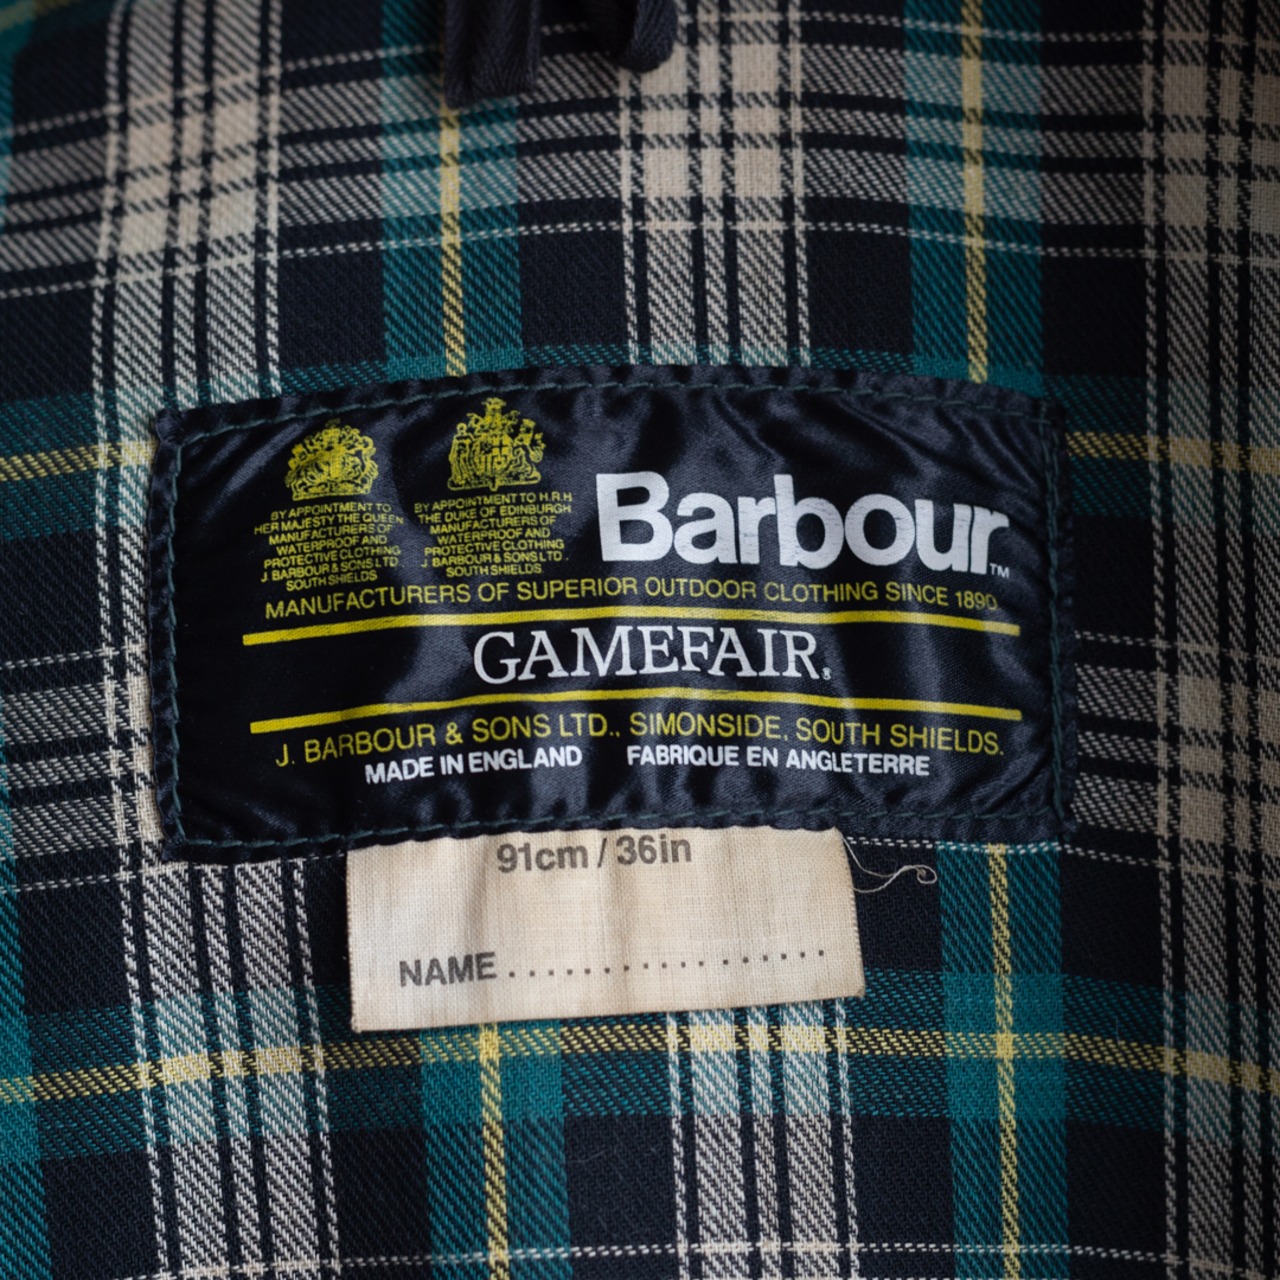 BY APPOINTMENT TO
HER MAJESTY THE QUEEN
MANUFACTURERS OF
WATERPROOF AND
PROTECTIVE CLOTHING
J. BARBOUR & SONS LTD.
SOUTH SHIELDS
BY APPOINTMENT TO H.R.H.
THE DUKE OF EDINBURGH
MANUFACTURERS OF
WATERPROOF AND
PROTECTIVE CLOTHING
J. BARBOUR & SONS LTD.
SOUTH SHIELDS.
Barbour™
MANUFACTURERS OF SUPERIOR OUTDOOR CLOTHING SINCE 1890.
GAMEFAIR®
J. BARBOUR & SONS LTD., SIMONSIDE, SOUTH SHIELDS.
MADE IN ENGLAND FABRIQUE EN ANGLETERRE
91cm / 36in
NAME..................